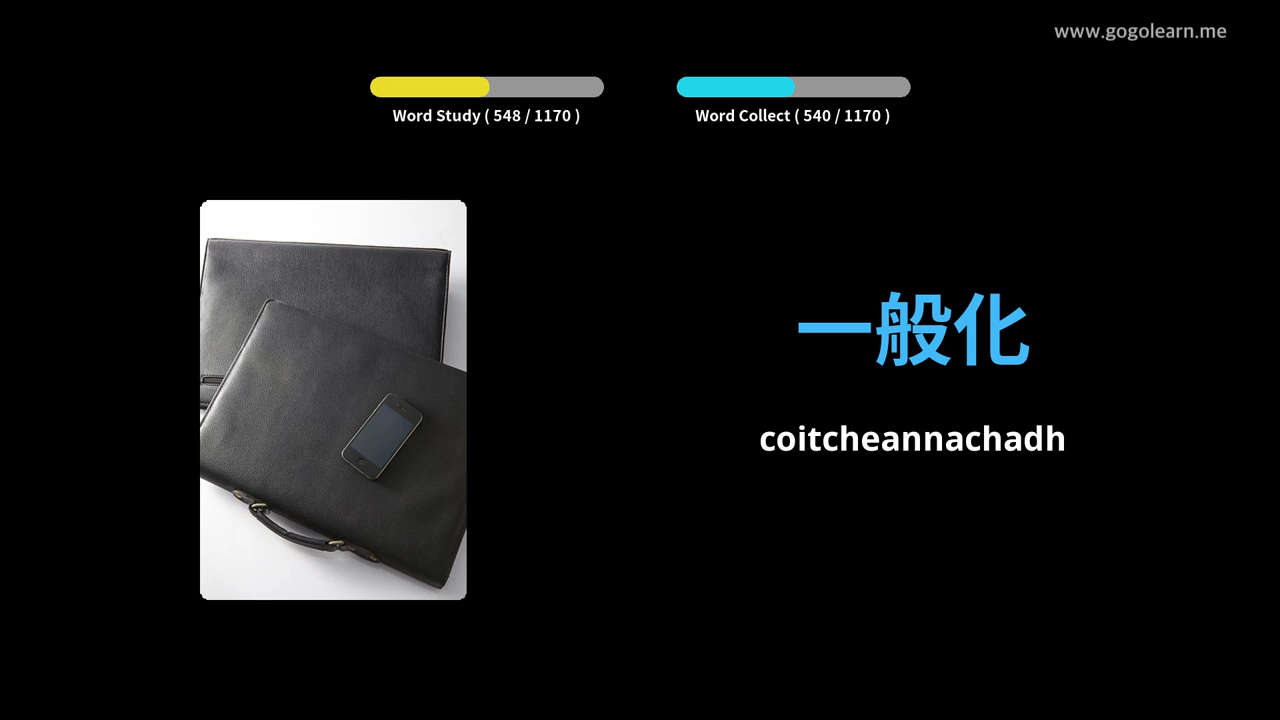 www.gogolearn.me
Word Study ( 548 / 1170 )
Word Collect ( 540 / 1170 )
一般化
coitcheannachadh